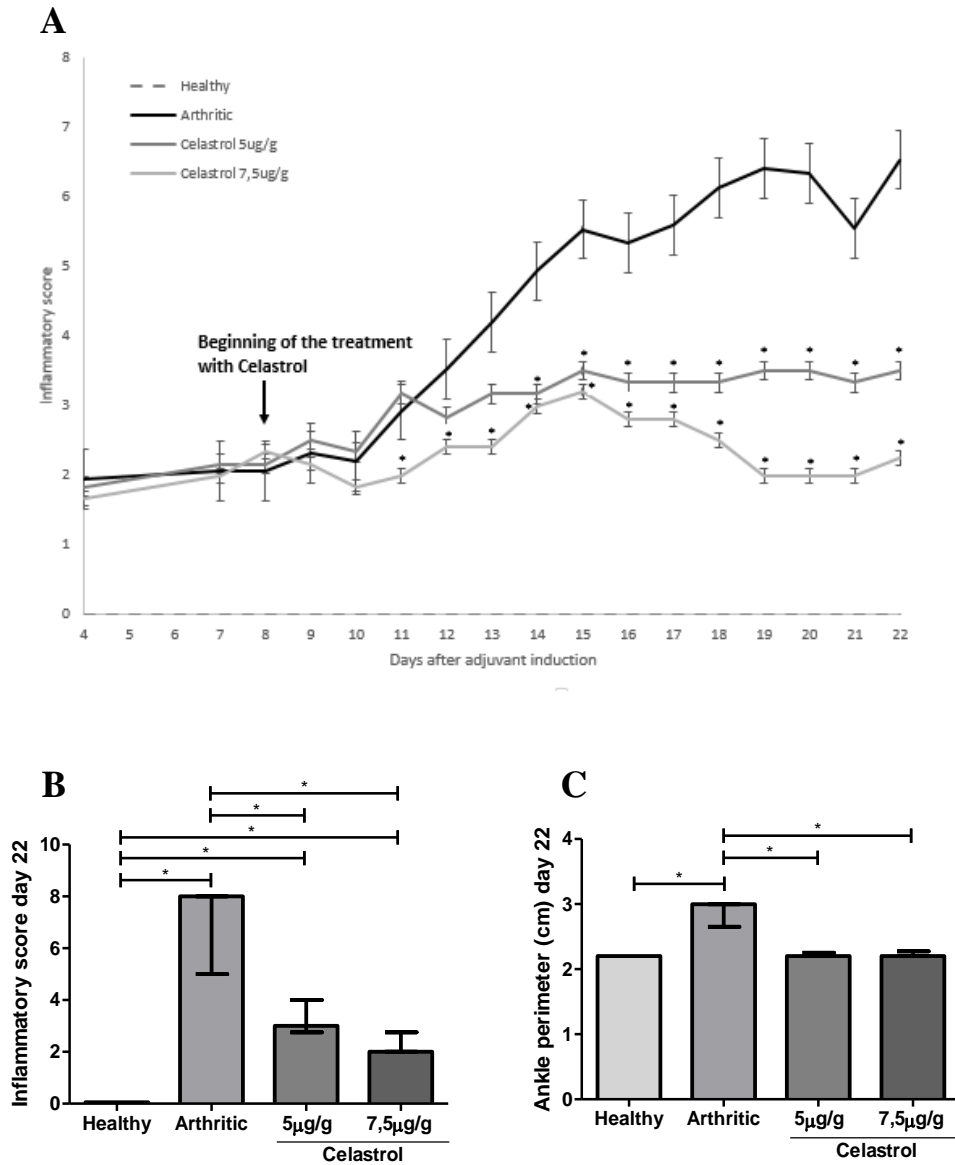 A
8
7
6
5
4
3
2
1
0
Inflammatory score
Healthy
Arthritic
Celastrol 5ug/g
Celastrol 7,5ug/g
Beginning of the treatment
with Celastrol
* * * * * * * * *
* * * * * * * * * * * *
4 5 6 7 8 9 10 11 12 13 14 15 16 17 18 19 20 21 22
Days after adjuvant induction
B
*
*
*
*
*
10
8
6
4
2
0
Inflammatory score day 22
Healthy Arthritic 5µg/g 7,5µg/g
Celastrol
C
*
*
*
4
3
2
1
0
Ankle perimeter (cm) day 22
Healthy Arthritic 5µg/g 7,5µg/g
Celastrol